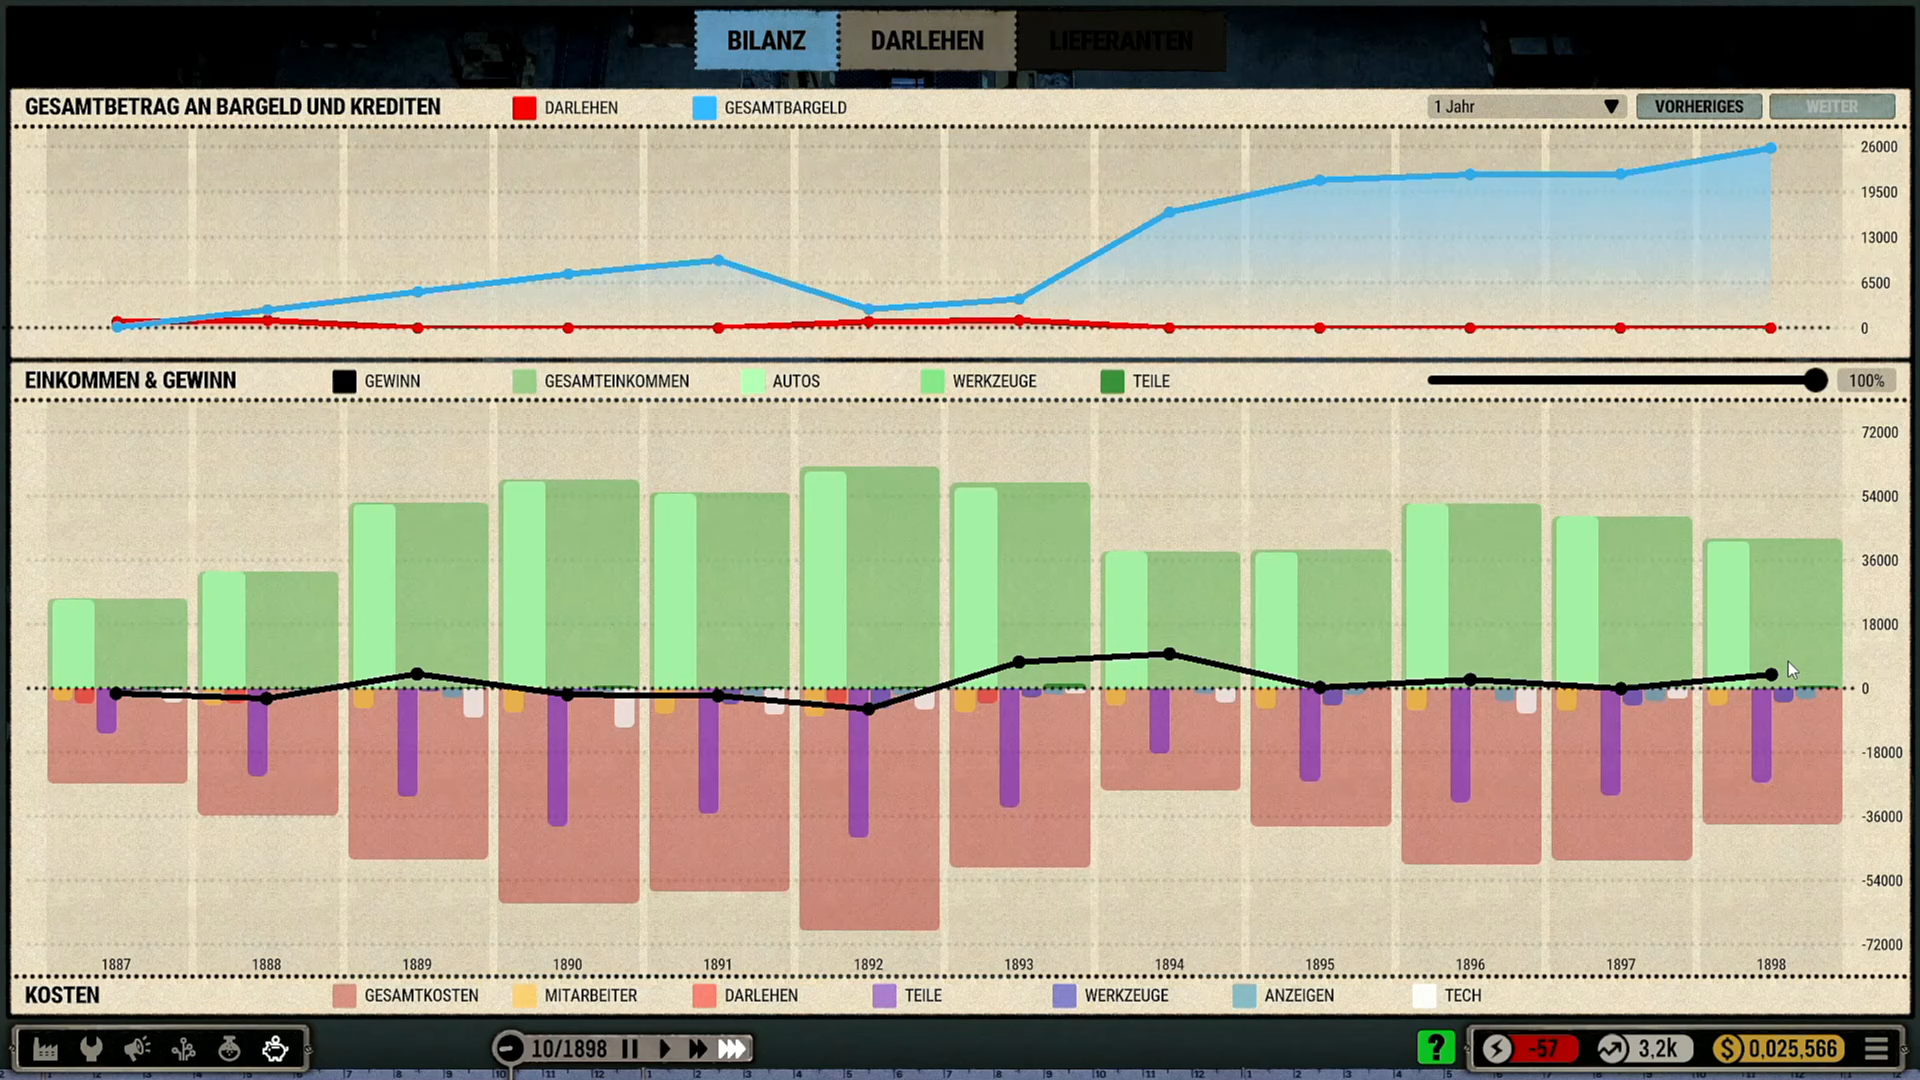 BILANZ DARLEHEN LIEFERANTEN
GESAMTBETRAG AN BARGELD UND KREDITEN DARLEHEN GESAMTBARGELD 1 Jahr VORHERIGES WEITER
26000
19500
13000
6500
0
EINKOMMEN & GEWINN GEWINN GESAMTEINKOMMEN AUTOS WERKZEUGE TEILE 100%
72000
54000
36000
18000
0
-18000
-36000
-54000
-72000
1887 1888 1889 1890 1891 1892 1893 1894 1895 1896 1897 1898
KOSTEN GESAMTKOSTEN MITARBEITER DARLEHEN TEILE WERKZEUGE ANZEIGEN TECH
10/1898 ? -57 3,2k $ 0,025,566